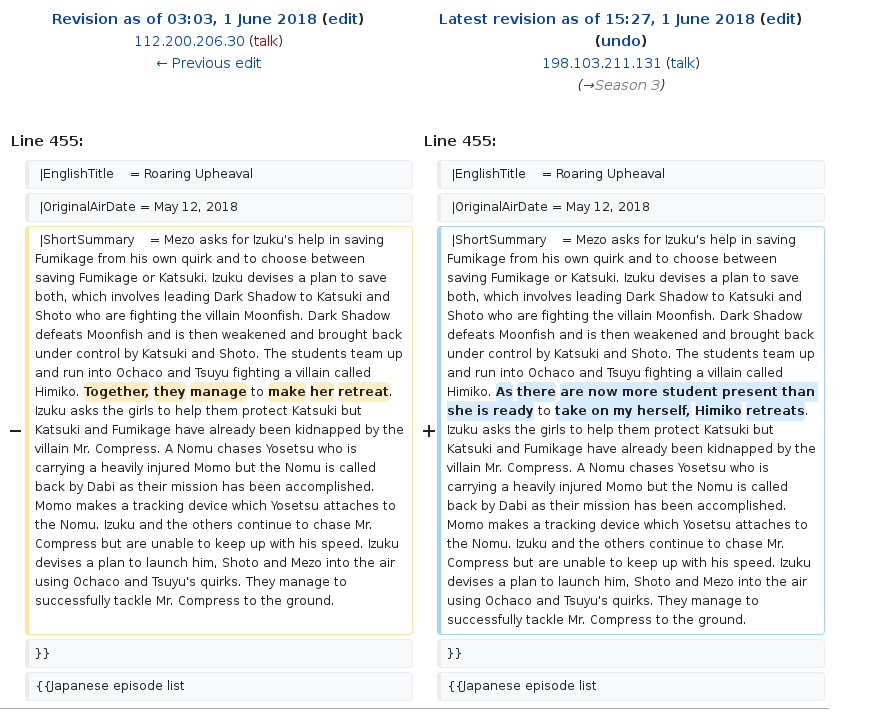 Revision as of 03:03, 1 June 2018 (edit)
112.200.206.30 (talk)
← Previous edit
Latest revision as of 15:27, 1 June 2018 (edit)
(undo)
198.103.211.131 (talk)
(→Season 3)
Line 455:
|EnglishTitle = Roaring Upheaval
|OriginalAirDate = May 12, 2018
− |ShortSummary = Mezo asks for Izuku's help in saving
Fumikage from his own quirk and to choose between
saving Fumikage or Katsuki. Izuku devises a plan to save
both, which involves leading Dark Shadow to Katsuki and
Shoto who are fighting the villain Moonfish. Dark Shadow
defeats Moonfish and is then weakened and brought back
under control by Katsuki and Shoto. The students team up
and run into Ochaco and Tsuyu fighting a villain called
Himiko. Together, they manage to make her retreat.
Izuku asks the girls to help them protect Katsuki but
Katsuki and Fumikage have already been kidnapped by the
villain Mr. Compress. A Nomu chases Yosetsu who is
carrying a heavily injured Momo but the Nomu is called
back by Dabi as their mission has been accomplished.
Momo makes a tracking device which Yosetsu attaches to
the Nomu. Izuku and the others continue to chase Mr.
Compress but are unable to keep up with his speed. Izuku
devises a plan to launch him, Shoto and Mezo into the air
using Ochaco and Tsuyu's quirks. They manage to
successfully tackle Mr. Compress to the ground.
}}
{{Japanese episode list
Line 455:
|EnglishTitle = Roaring Upheaval
|OriginalAirDate = May 12, 2018
+ |ShortSummary = Mezo asks for Izuku's help in saving
Fumikage from his own quirk and to choose between
saving Fumikage or Katsuki. Izuku devises a plan to save
both, which involves leading Dark Shadow to Katsuki and
Shoto who are fighting the villain Moonfish. Dark Shadow
defeats Moonfish and is then weakened and brought back
under control by Katsuki and Shoto. The students team up
and run into Ochaco and Tsuyu fighting a villain called
Himiko. As there are now more student present than
she is ready to take on my herself, Himiko retreats.
Izuku asks the girls to help them protect Katsuki but
Katsuki and Fumikage have already been kidnapped by the
villain Mr. Compress. A Nomu chases Yosetsu who is
carrying a heavily injured Momo but the Nomu is called
back by Dabi as their mission has been accomplished.
Momo makes a tracking device which Yosetsu attaches to
the Nomu. Izuku and the others continue to chase Mr.
Compress but are unable to keep up with his speed. Izuku
devises a plan to launch him, Shoto and Mezo into the air
using Ochaco and Tsuyu's quirks. They manage to
successfully tackle Mr. Compress to the ground.
}}
{{Japanese episode list